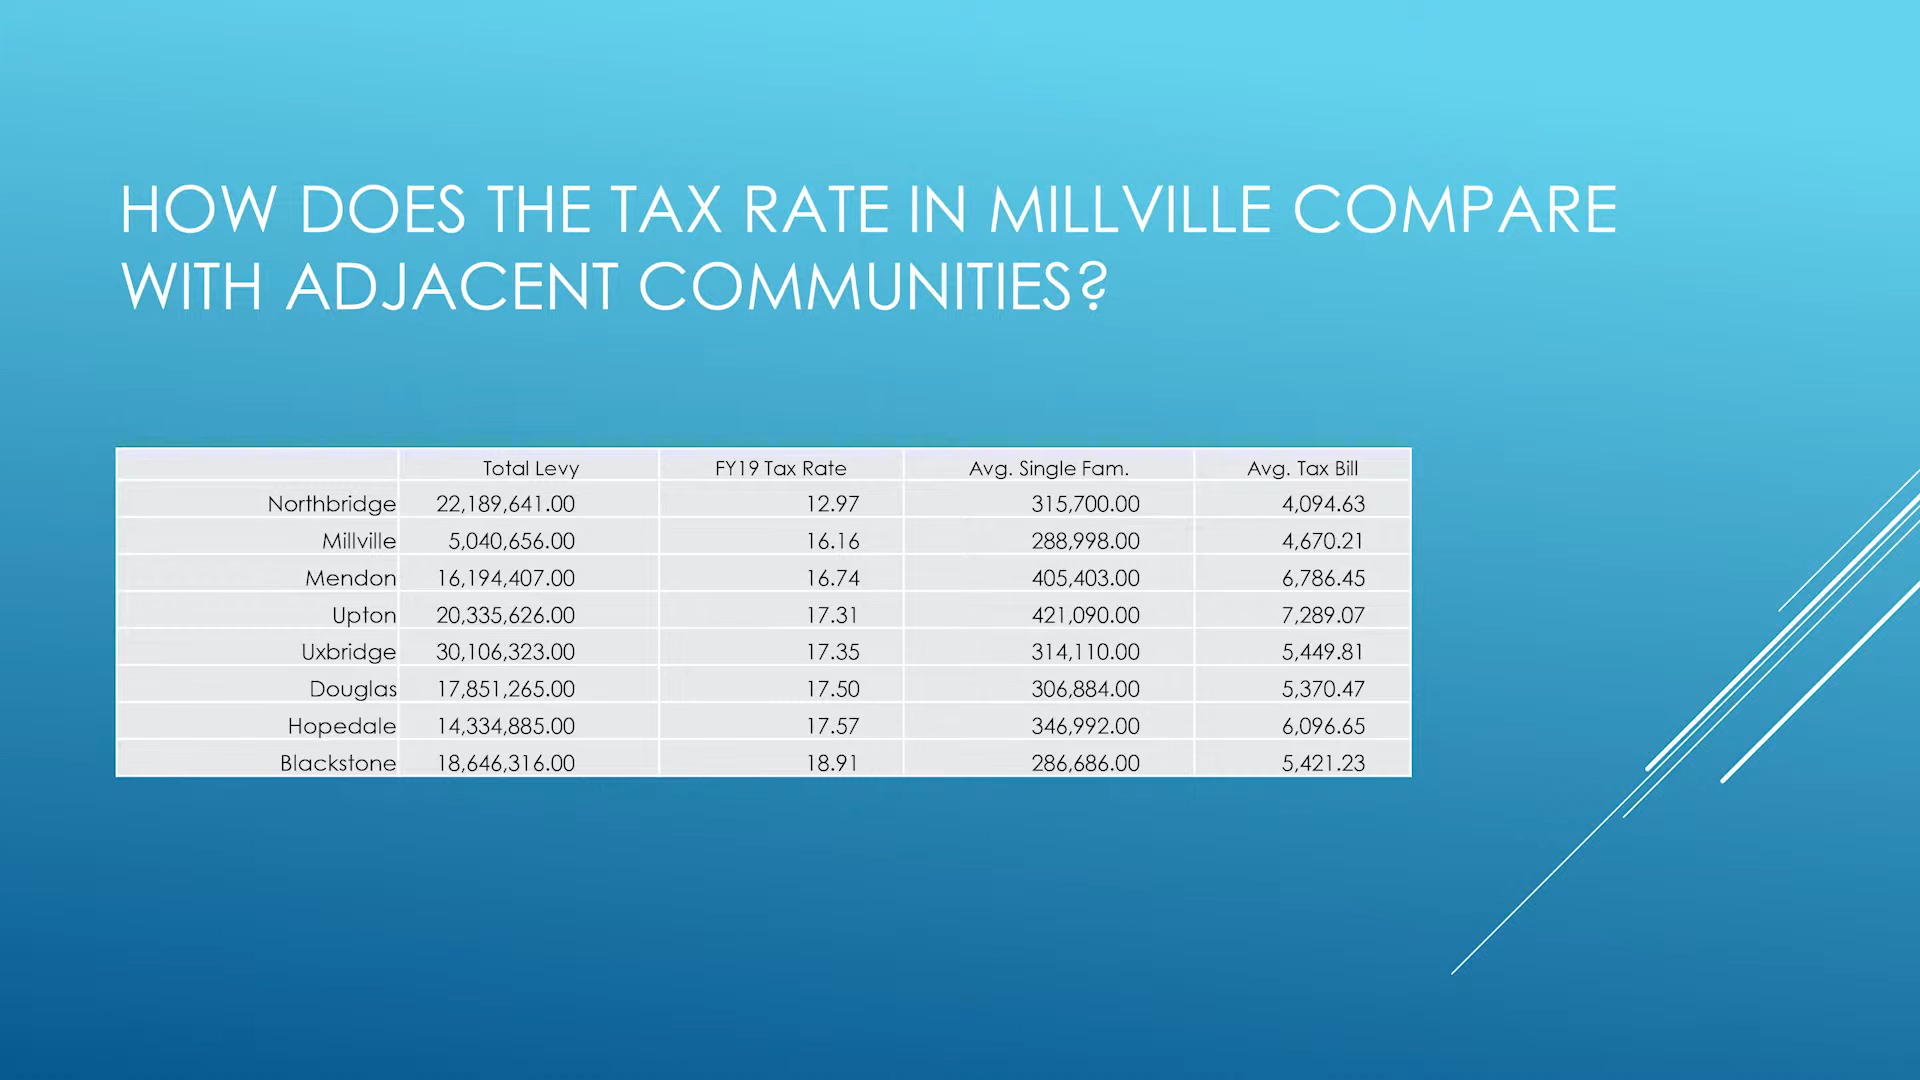 HOW DOES THE TAX RATE IN MILLVILLE COMPARE
WITH ADJACENT COMMUNITIES?
Total Levy FY19 Tax Rate Avg. Single Fam. Avg. Tax Bill
Northbridge 22,189,641.00 12.97 315,700.00 4,094.63
Millville 5,040,656.00 16.16 288,998.00 4,670.21
Mendon 16,194,407.00 16.74 405,403.00 6,786.45
Upton 20,335,626.00 17.31 421,090.00 7,289.07
Uxbridge 30,106,323.00 17.35 314,110.00 5,449.81
Douglas 17,851,265.00 17.50 306,884.00 5,370.47
Hopedale 14,334,885.00 17.57 346,992.00 6,096.65
Blackstone 18,646,316.00 18.91 286,686.00 5,421.23